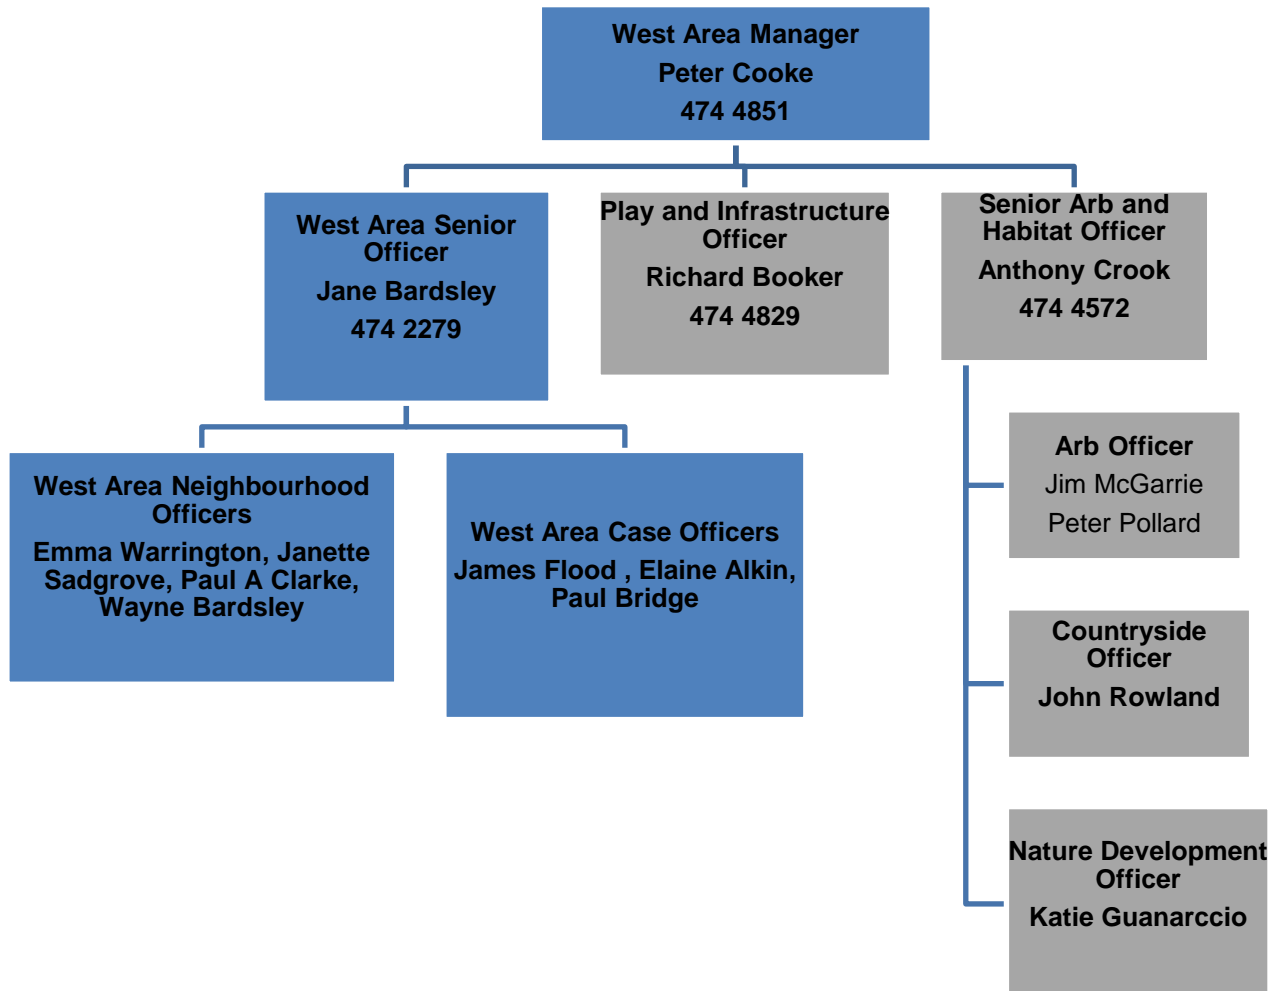 West Area Manager
Peter Cooke
474 4851
West Area Senior
Officer
Jane Bardsley
474 2279
Play and Infrastructure
Officer
Richard Booker
474 4829
Senior Arb and
Habitat Officer
Anthony Crook
474 4572
West Area Neighbourhood
Officers
Emma Warrington, Janette
Sadgrove, Paul A Clarke,
Wayne Bardsley
West Area Case Officers
James Flood , Elaine Alkin,
Paul Bridge
Arb Officer
Jim McGarrie
Peter Pollard
Countryside
Officer
John Rowland
Nature Development
Officer
Katie Guanarccio